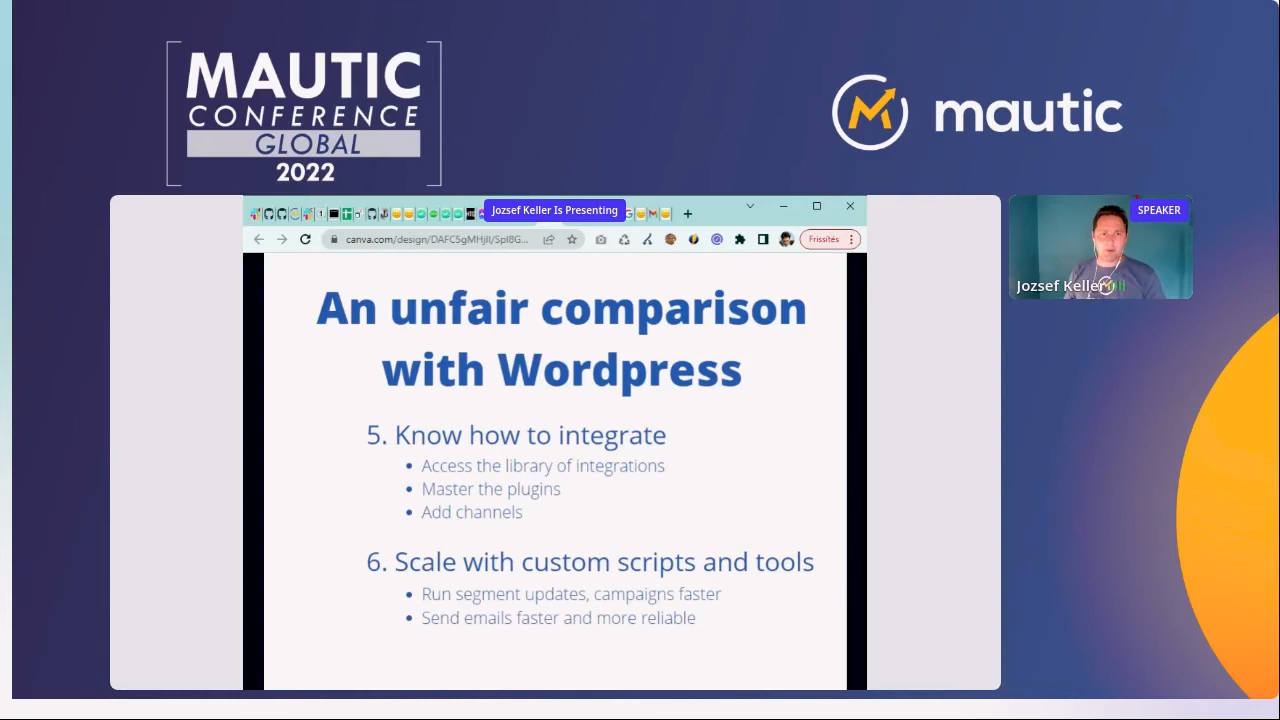 MAUTIC
CONFERENCE
GLOBAL
2022
mautic
Jozsef Keller Is Presenting
canva.com/design/DAFC5gMHjII/SpI8G...
Frissítés
SPEAKER
Jozsef Keller
An unfair comparison
with Wordpress
5. Know how to integrate
• Access the library of integrations
• Master the plugins
• Add channels
6. Scale with custom scripts and tools
• Run segment updates, campaigns faster
• Send emails faster and more reliable